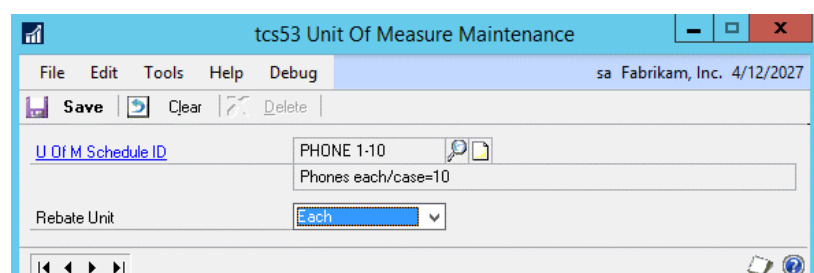 tcs53 Unit Of Measure Maintenance
File Edit Tools Help Debug sa Fabrikam, Inc. 4/12/2027
Save Clear Delete
U Of M Schedule ID PHONE 1-10
Phones each/case=10
Rebate Unit Each